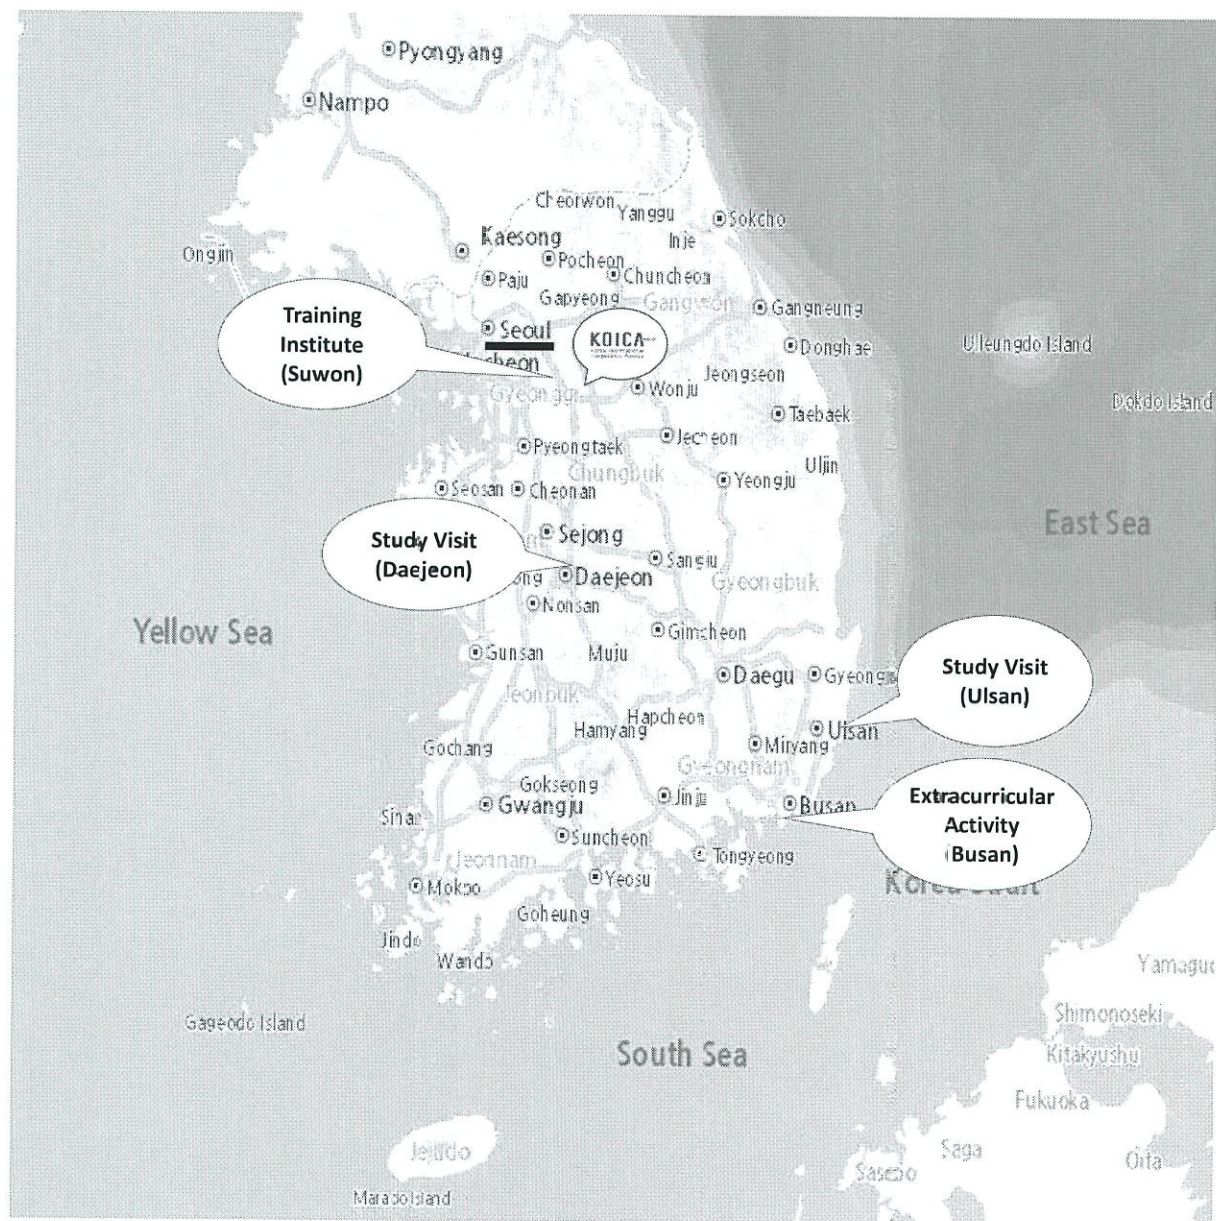 Pyongyang
Nampo
Cheorwon
Yanggu
Sokcho
Inje
Kaesong
Ongjin
Pocheon
Paju
Chuncheon
Gapyeong
Gangwon
Gangneung
Training
Institute
(Suwon)
Seoul
KOICA
Donghae
Ulleungdo Island
Jeongseon
Wonju
Dokdo Island
Taebaek
Jecheon
Pyeongtaek
Chungbuk
Uljin
Yeongju
Seosan
Cheonan
East Sea
Study Visit
(Daejeon)
Sejong
Sangju
Daejeon
Gyeongbuk
Nonsan
Yellow Sea
Gimcheon
Gunsan
Muju
Daegu
Study Visit
(Ulsan)
Jeonbuk
Hapcheon
Hamyang
Ulsan
Miryang
Gochang
Gyeongnam
Gokseong
Jinju
Gwangju
Busan
Extracurricular
Activity
(Busan)
Suncheon
Tongyeong
Jeonnam
Yeosu
Mokpo
Goheung
Jindo
Wando
Shimonoseki
Gageodo Island
Kitakyushu
South Sea
Fukuoka
Saga
Oita
Jejudo
Sasebo
Marado Island